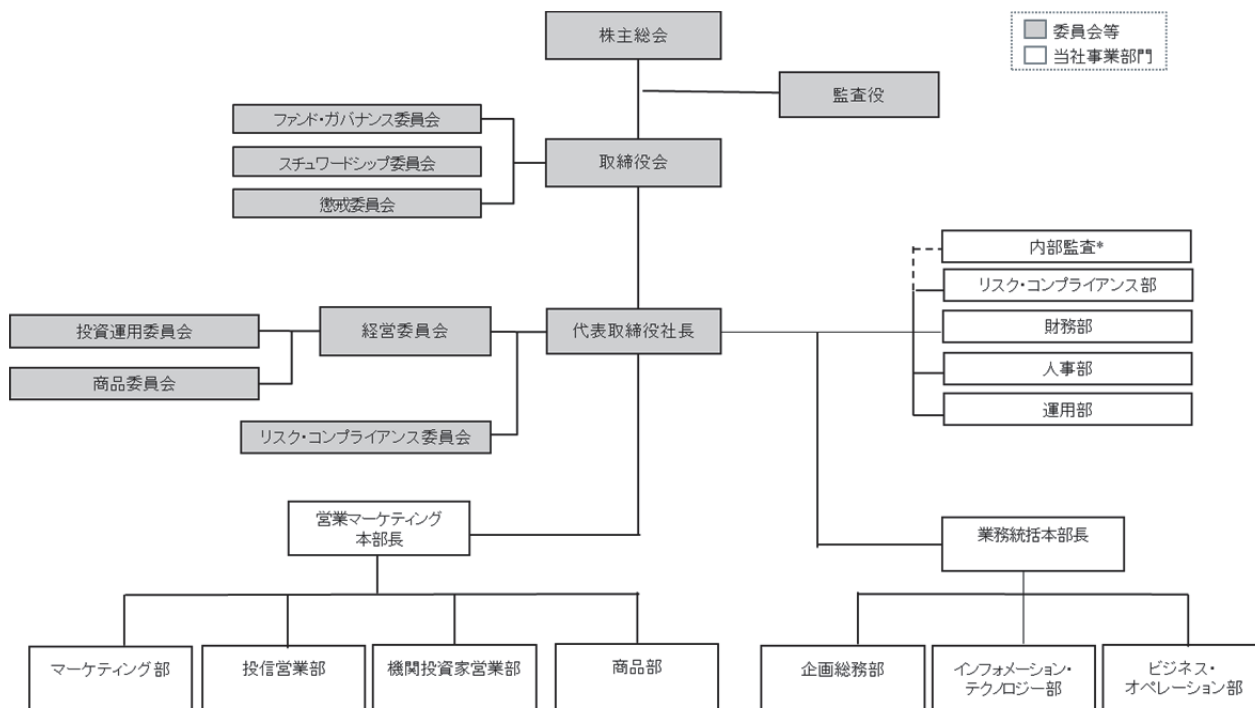 株主総会
委員会等
当社事業部門
監査役
ファンド・ガバナンス委員会
スチュワードシップ委員会
懲戒委員会
取締役会
内部監査*
リスク・コンプライアンス部
財務部
人事部
運用部
投資運用委員会
商品委員会
経営委員会
代表取締役社長
リスク・コンプライアンス委員会
営業マーケティング
本部長
業務統括本部長
マーケティング部
投信営業部
機関投資家営業部
商品部
企画総務部
インフォメーション・
テクノロジー部
ビジネス・
オペレーション部